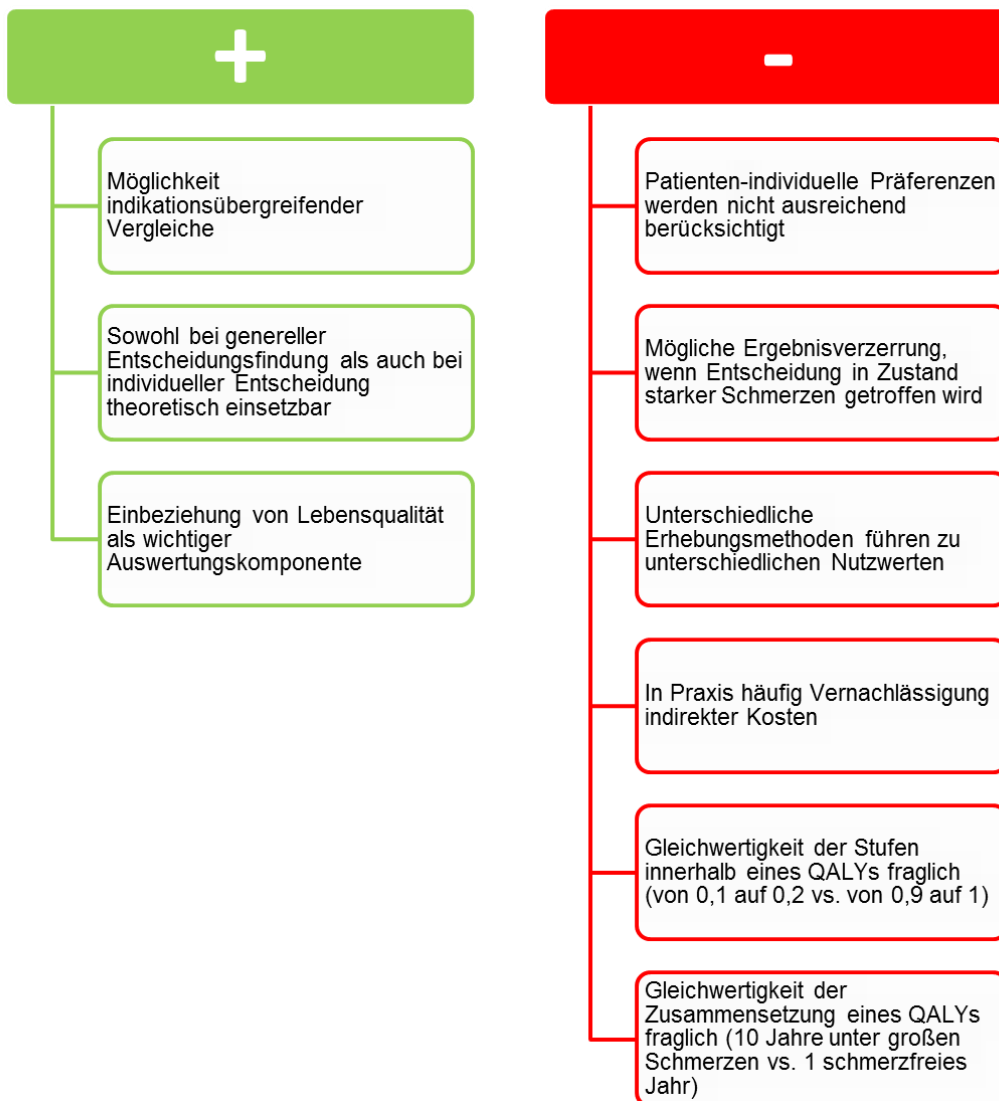 +
Möglichkeit
indikationsübergreifender
Vergleiche
Sowohl bei genereller
Entscheidungsfindung als auch bei
individueller Entscheidung
theoretisch einsetzbar
Einbeziehung von Lebensqualität
als wichtiger
Auswertungskomponente
-
Patienten-individuelle Präferenzen
werden nicht ausreichend
berücksichtigt
Mögliche Ergebnisverzerrung,
wenn Entscheidung in Zustand
starker Schmerzen getroffen wird
Unterschiedliche
Erhebungsmethoden führen zu
unterschiedlichen Nutzwerten
In Praxis häufig Vernachlässigung
indirekter Kosten
Gleichwertigkeit der Stufen
innerhalb eines QALYs fraglich
(von 0,1 auf 0,2 vs. von 0,9 auf 1)
Gleichwertigkeit der
Zusammensetzung eines QALYs
fraglich (10 Jahre unter großen
Schmerzen vs. 1 schmerzfreies
Jahr)